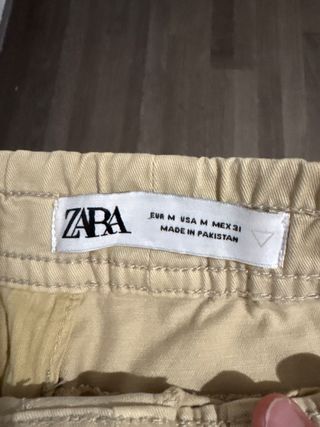 ZARA
EUR M USA M MEX 31
MADE IN PAKISTAN